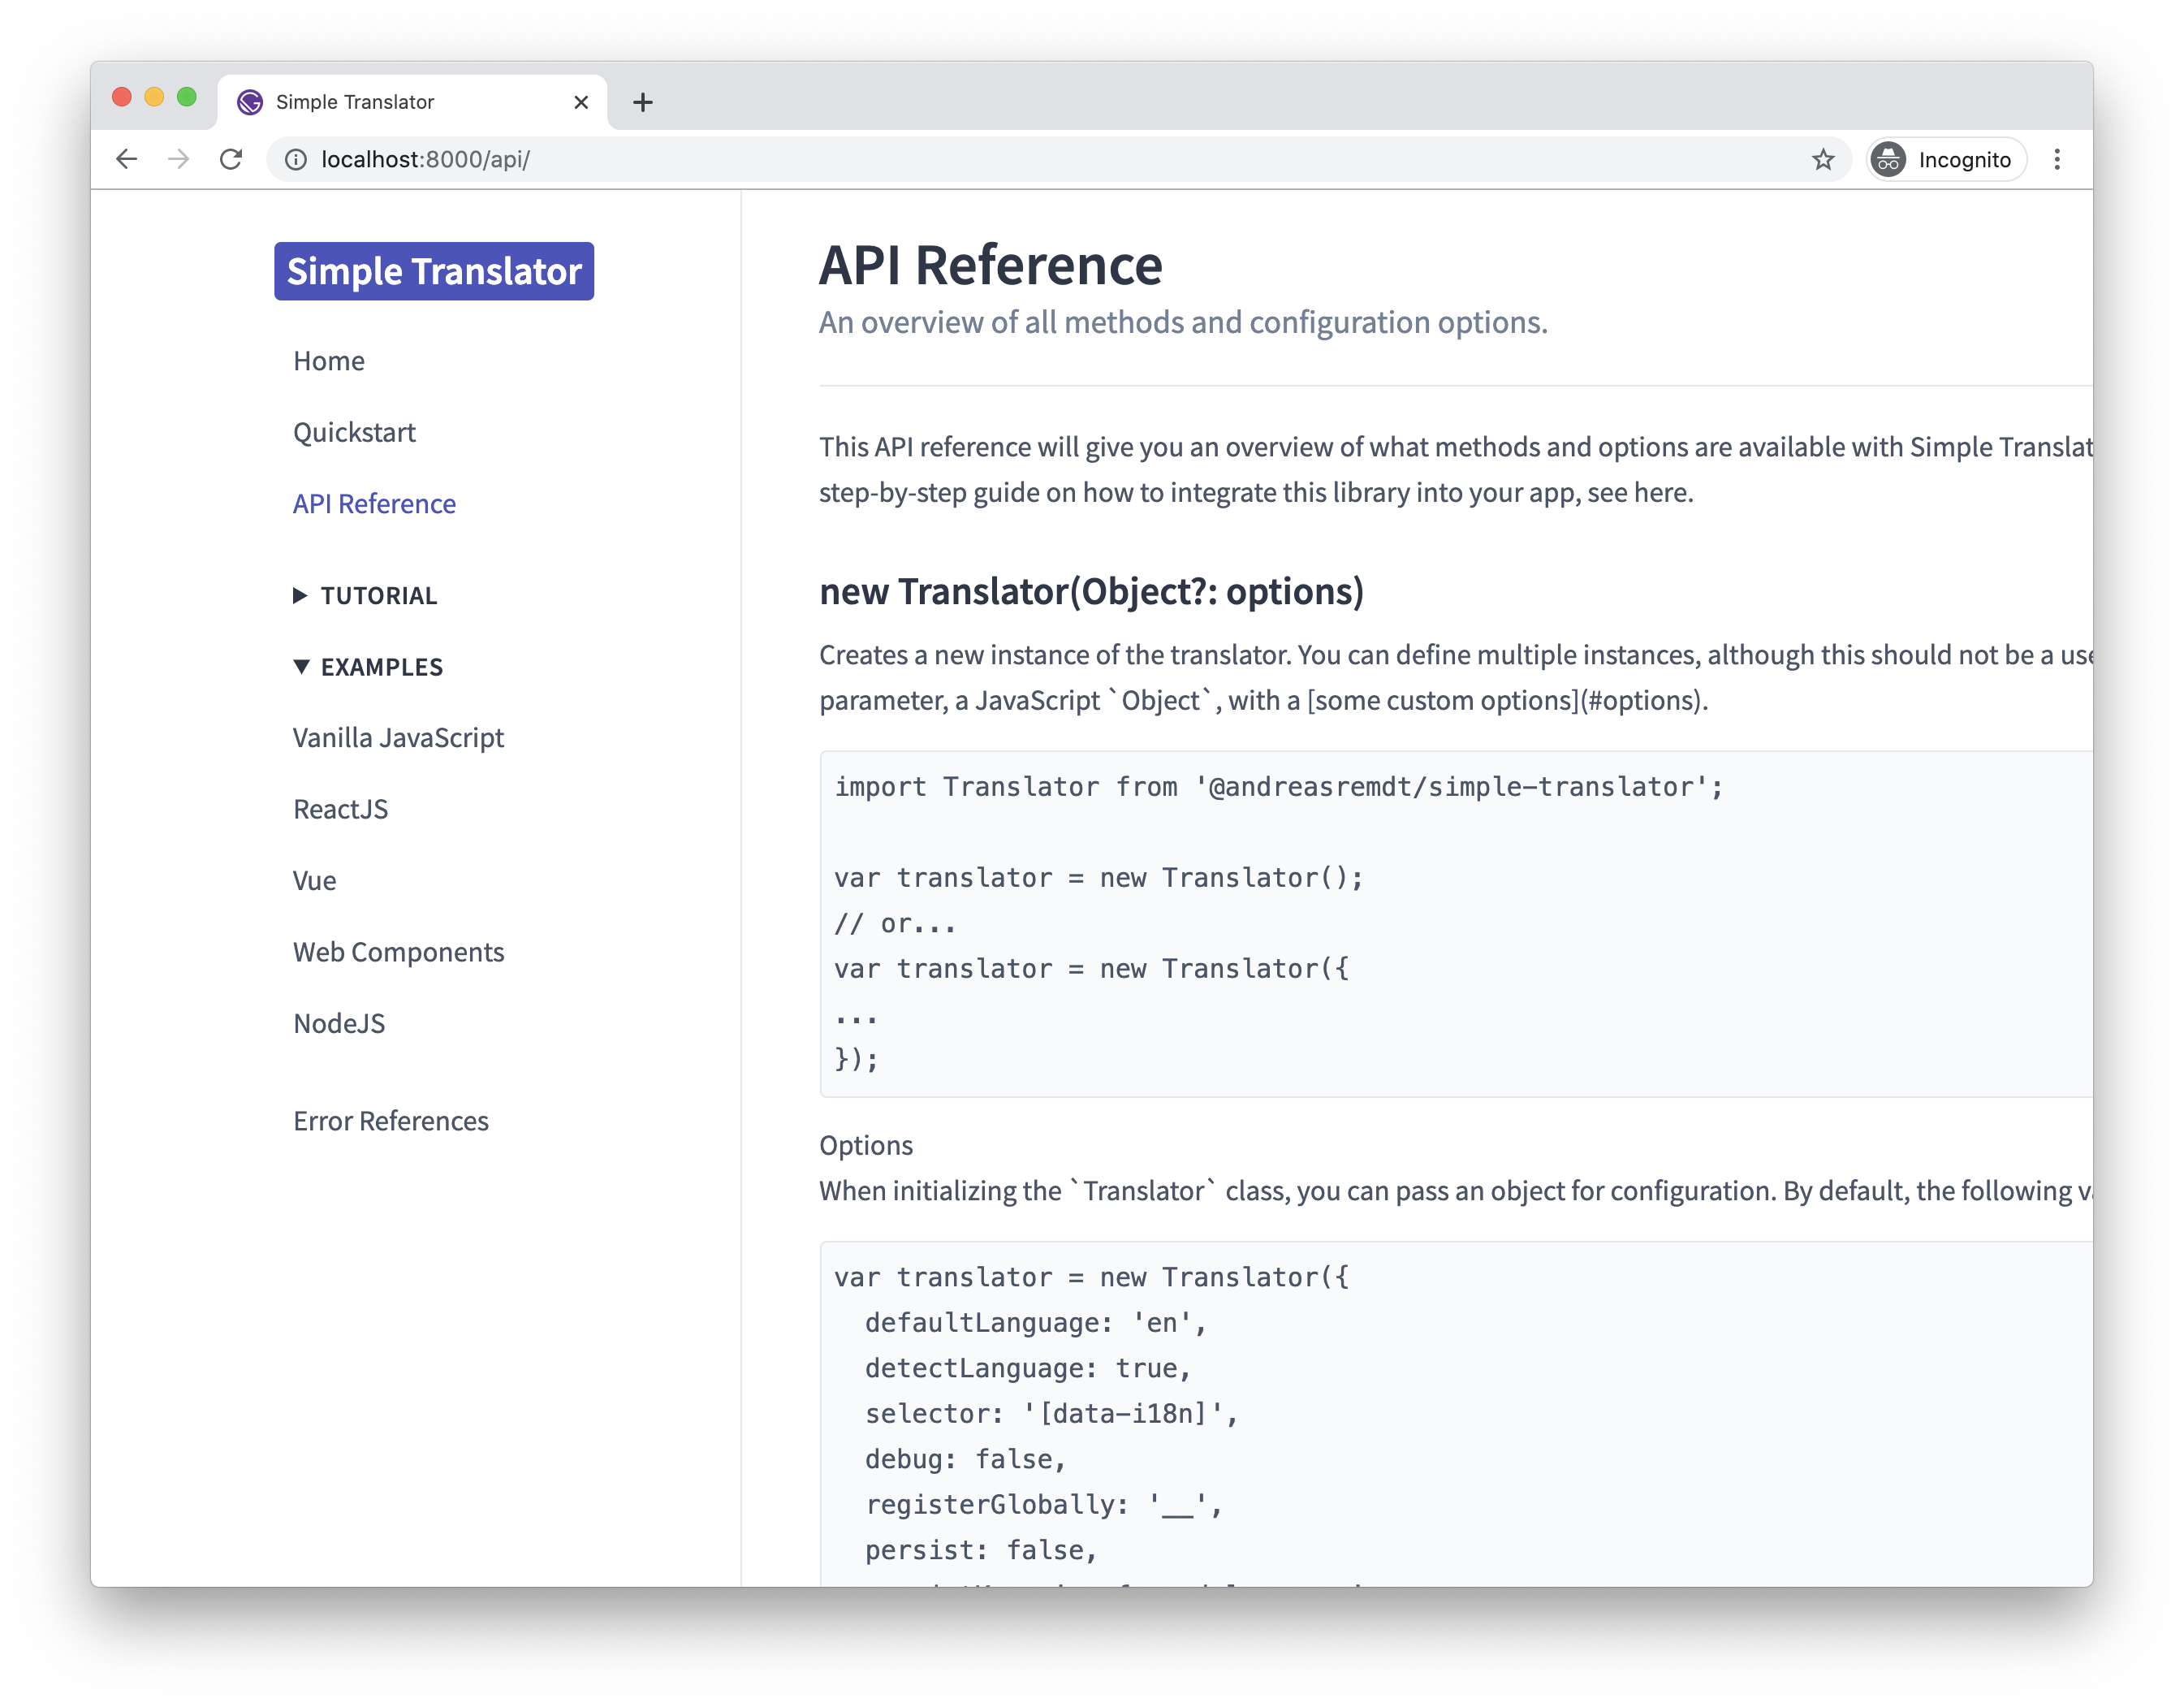 Simple Translator
localhost:8000/api/
Incognito
Simple Translator
Home
Quickstart
API Reference
TUTORIAL
EXAMPLES
Vanilla JavaScript
ReactJS
Vue
Web Components
NodeJS
Error References
API Reference
An overview of all methods and configuration options.
This API reference will give you an overview of what methods and options are available with Simple Translat
step-by-step guide on how to integrate this library into your app, see here.
new Translator(Object?: options)
Creates a new instance of the translator. You can define multiple instances, although this should not be a use
parameter, a JavaScript `Object`, with a [some custom options](#options).
import Translator from '@andreasremdt/simple-translator';
var translator = new Translator();
// or...
var translator = new Translator({
...
});
Options
When initializing the `Translator` class, you can pass an object for configuration. By default, the following v
var translator = new Translator({
defaultLanguage: 'en',
detectLanguage: true,
selector: '[data-i18n]',
debug: false,
registerGlobally: '__',
persist: false,